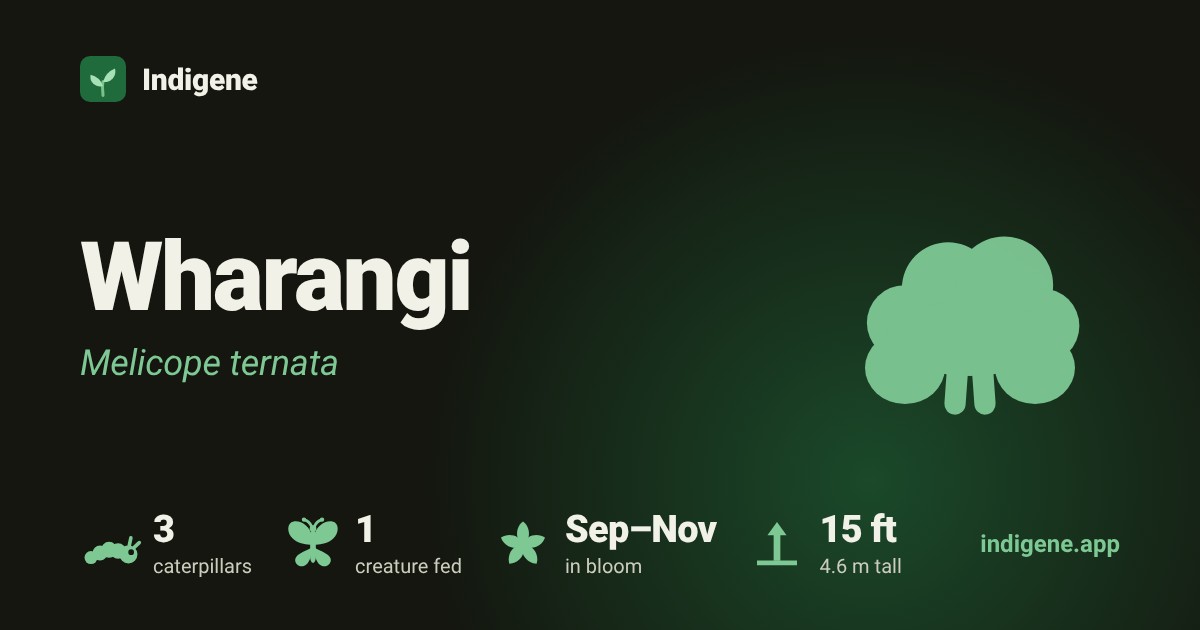 Indigene
Wharangi
Melicope ternata
3
caterpillars
1
creature fed
Sep–Nov
in bloom
15 ft
4.6 m tall
indigene.app